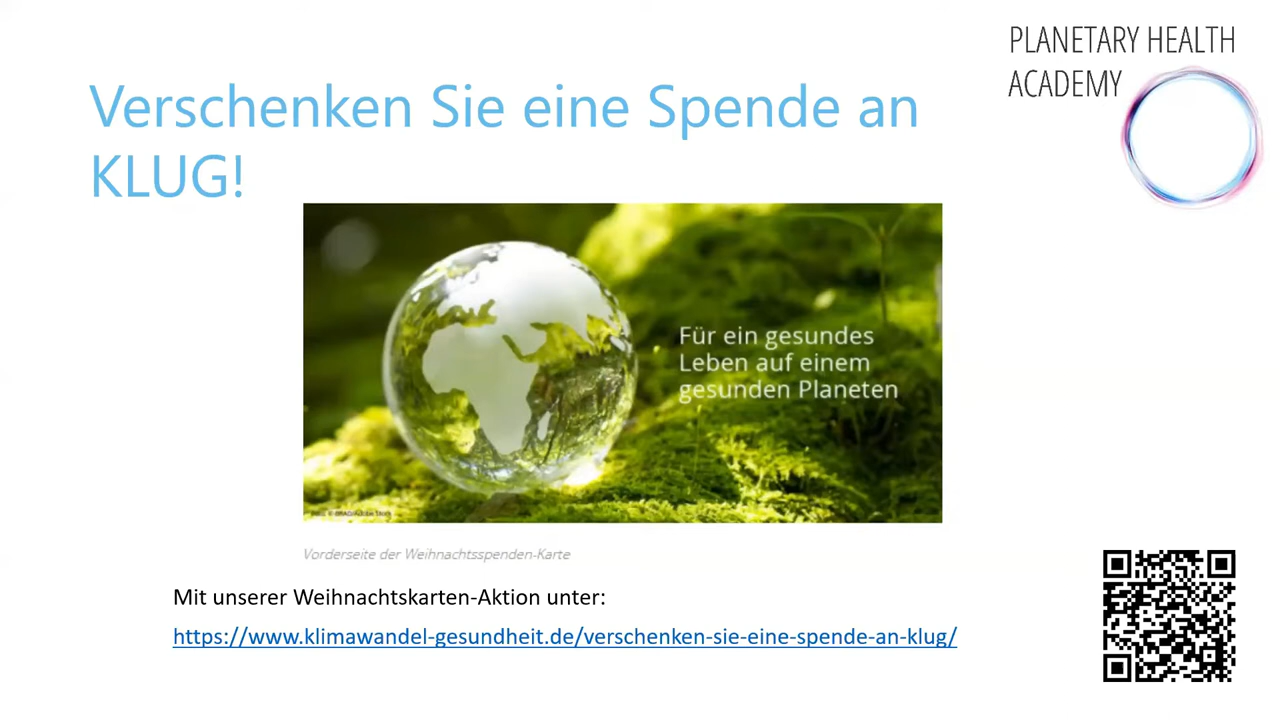 PLANETARY HEALTH
ACADEMY
Verschenken Sie eine Spende an
KLUG!
Für ein gesundes
Leben auf einem
gesunden Planeten
Vorderseite der Weihnachtsspenden-Karte
Mit unserer Weihnachtskarten-Aktion unter:
https://www.klimawandel-gesundheit.de/verschenken-sie-eine-spende-an-klug/